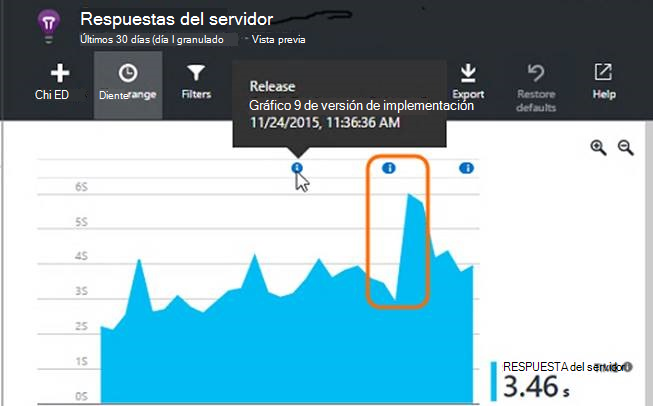 Respuestas del servidor
Últimos 30 días (día I granulado - Vista previa
Chi ED
Dienterange
Filters
Export
Restore
defaults
Help
Release
Gráfico 9 de versión de implementación
11/24/2015, 11:36:36 AM
6S
5S
4S
3S
2S
1S
0S
RESPUESTA del servidor
3.46 s